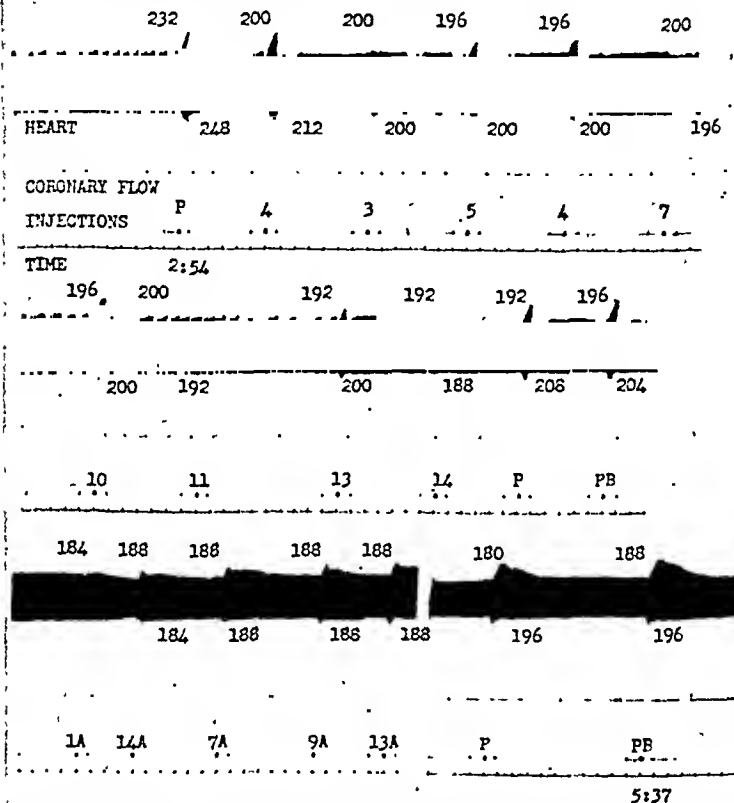 232 200 200 196 196 200
HEART 248 212 200 200 200 196
CORONARY FLOW
INJECTIONS P 4 3 5 4 7
TIME 2:54
196 200 192 192 192 196
200 192 200 188 208 204
10 11 13 14 P PB
184 188 188 188 188 180 188
184 188 188 188 196 196
1A 14A 7A 9A 13A P PB
5:37